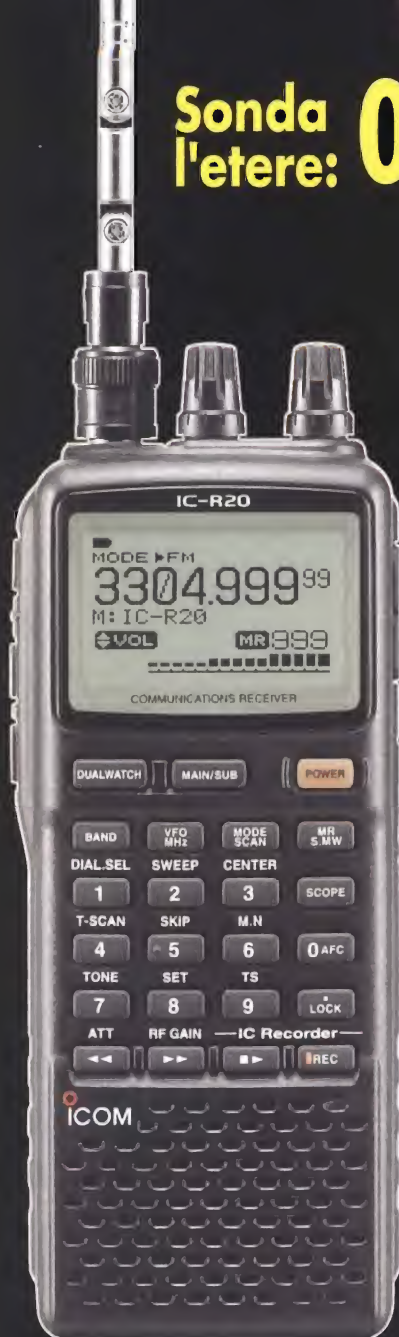 Sonda
l'etere: 0
IC-R20
MODE ▶FM
3304.99999
M: IC-R20
VOL MR 999
COMMUNICATIONS RECEIVER
DUALWATCH MAIN/SUB POWER
BAND VFO MHz MODE SCAN MR S.MW
DIAL.SEL SWEEP CENTER
1 2 3 SCOPE
T-SCAN SKIP M.N
4 5 6 0 AFC
TONE SET TS
7 8 9 LOCK
ATT RF GAIN IC Recorder
◀◀ ▶▶ ■▶ REC
ICOM